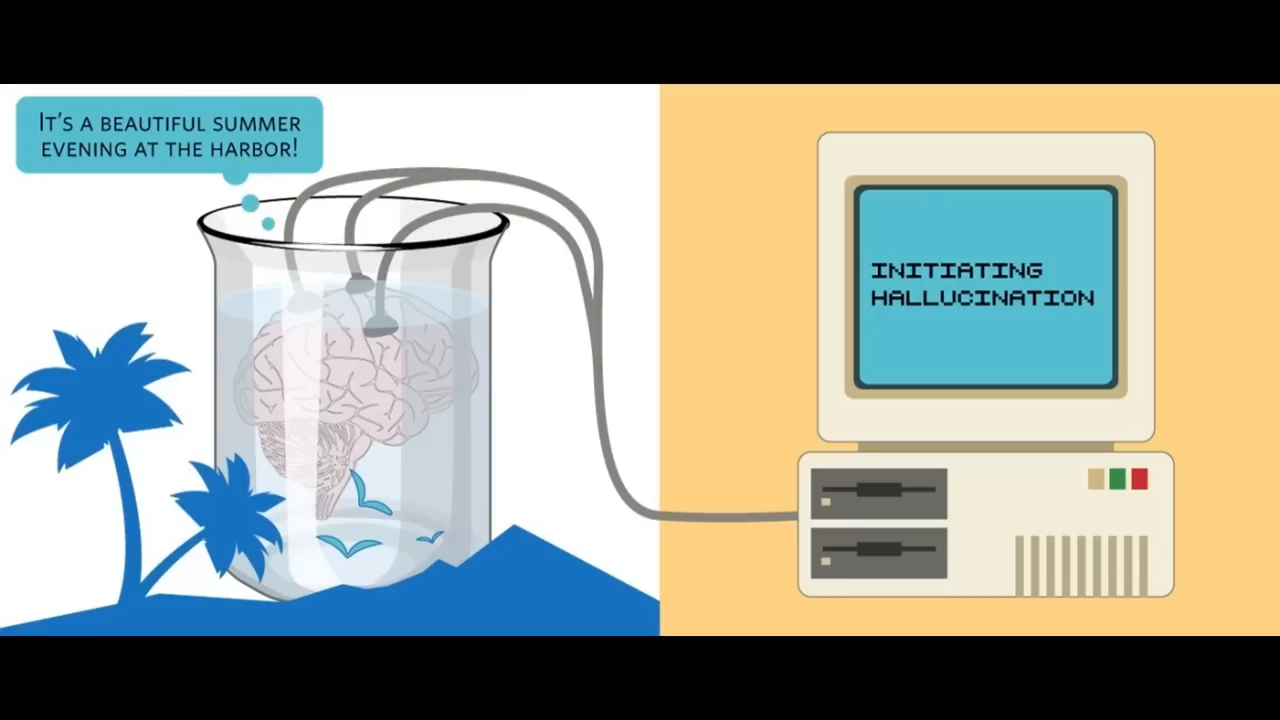 IT'S A BEAUTIFUL SUMMER
EVENING AT THE HARBOR!
INITIATING
HALLUCINATION